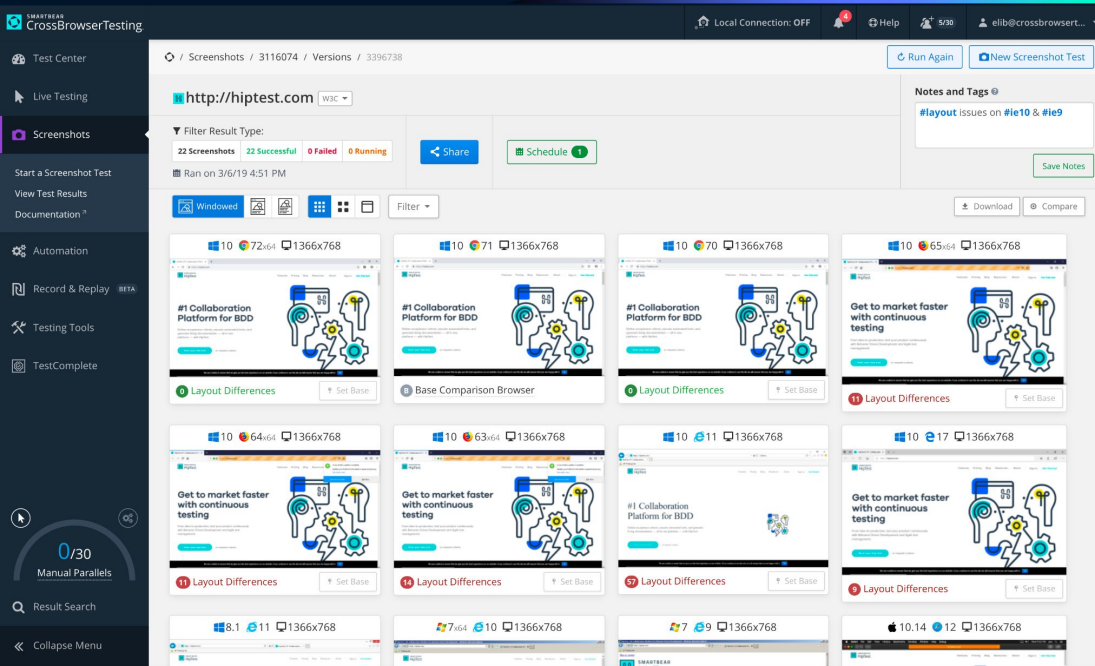 SMARTBEAR
CrossBrowserTesting
Local Connection: OFF
4
Help
5/30
elib@crossbrowsert...
Test Center
Live Testing
Screenshots
Start a Screenshot Test
View Test Results
Documentation
Automation
Record & Replay BETA
Testing Tools
TestComplete
0/30
Manual Parallels
Result Search
Collapse Menu
/ Screenshots / 3116074 / Versions / 3396738
Run Again
New Screenshot Test
http://hiptest.com W3C
Filter Result Type:
22 Screenshots 22 Successful 0 Failed 0 Running
Ran on 3/6/19 4:51 PM
Share
Schedule 1
Notes and Tags
#layout issues on #ie10 & #ie9
Save Notes
Windowed
Filter
Download
Compare
10 72x64 1366x768
#1 Collaboration
Platform for BDD
0 Layout Differences
Set Base
10 71 1366x768
#1 Collaboration
Platform for BDD
B Base Comparison Browser
10 70 1366x768
#1 Collaboration
Platform for BDD
0 Layout Differences
Set Base
10 65x64 1366x768
Get to market faster
with continuous
testing
11 Layout Differences
Set Base
10 64x64 1366x768
Get to market faster
with continuous
testing
11 Layout Differences
Set Base
10 63x64 1366x768
Get to market faster
with continuous
testing
14 Layout Differences
Set Base
10 11 1366x768
#1 Collaboration
Platform for BDD
57 Layout Differences
Set Base
10 17 1366x768
Get to market faster
with continuous
testing
9 Layout Differences
Set Base
8.1 11 1366x768
7x64 10 1366x768
7 9 1366x768
SMARTBEAR
10.14 12 1366x768